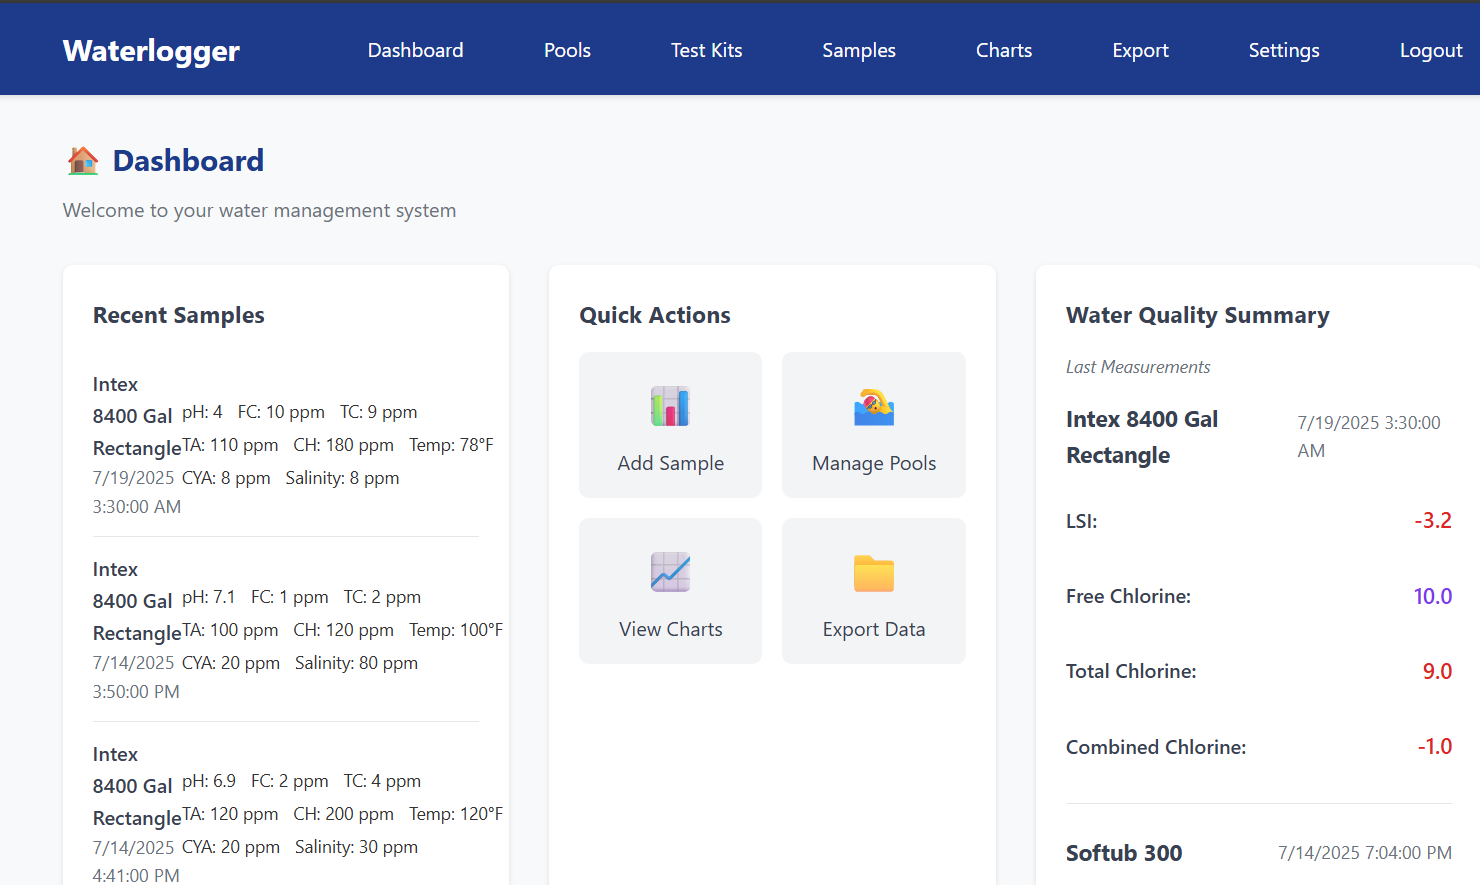 Waterlogger Dashboard Pools Test Kits Samples Charts Export Settings Logout
Dashboard
Welcome to your water management system
Recent Samples
Intex
8400 Gal
Rectangle
7/19/2025
3:30:00 AM
pH: 4 FC: 10 ppm TC: 9 ppm
TA: 110 ppm CH: 180 ppm Temp: 78°F
CYA: 8 ppm Salinity: 8 ppm
Intex
8400 Gal
Rectangle
7/14/2025
3:50:00 PM
pH: 7.1 FC: 1 ppm TC: 2 ppm
TA: 100 ppm CH: 120 ppm Temp: 100°F
CYA: 20 ppm Salinity: 80 ppm
Intex
8400 Gal
Rectangle
7/14/2025
4:41:00 PM
pH: 6.9 FC: 2 ppm TC: 4 ppm
TA: 120 ppm CH: 200 ppm Temp: 120°F
CYA: 20 ppm Salinity: 30 ppm
Quick Actions
Add Sample
Manage Pools
View Charts
Export Data
Water Quality Summary
Last Measurements
Intex 8400 Gal
Rectangle
7/19/2025 3:30:00
AM
LSI: -3.2
Free Chlorine: 10.0
Total Chlorine: 9.0
Combined Chlorine: -1.0
Softub 300 7/14/2025 7:04:00 PM